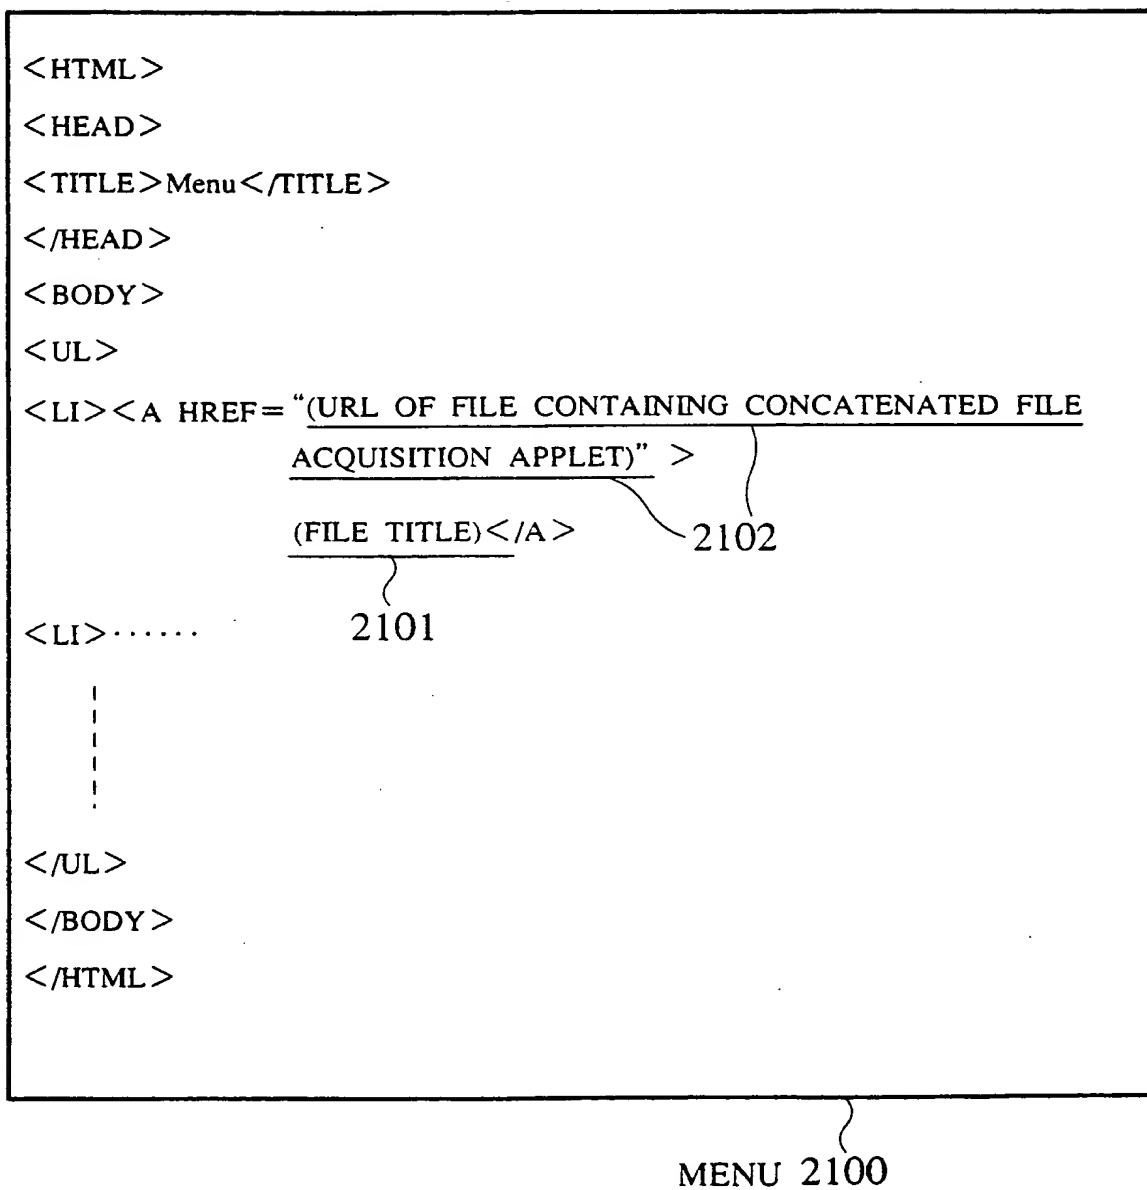 <HTML>
<HEAD>
<TITLE>Menu</TITLE>
</HEAD>
<BODY>
<UL>
<LI><A HREF= “(URL OF FILE CONTAINING CONCATENATED FILE
ACQUISITION APPLET)” >
2102
(FILE TITLE)</A>
2101
<LI>······
</UL>
</BODY>
</HTML>
MENU 2100